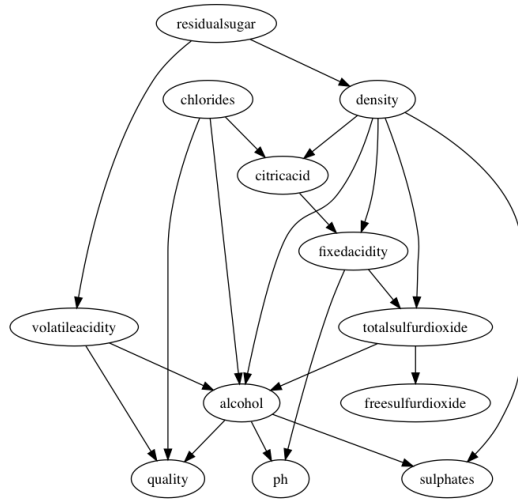 residualsugar
chlorides
density
citricacid
fixedacidity
volatileacidity
totalsulfurdioxide
alcohol
freesulfurdioxide
quality
ph
sulphates